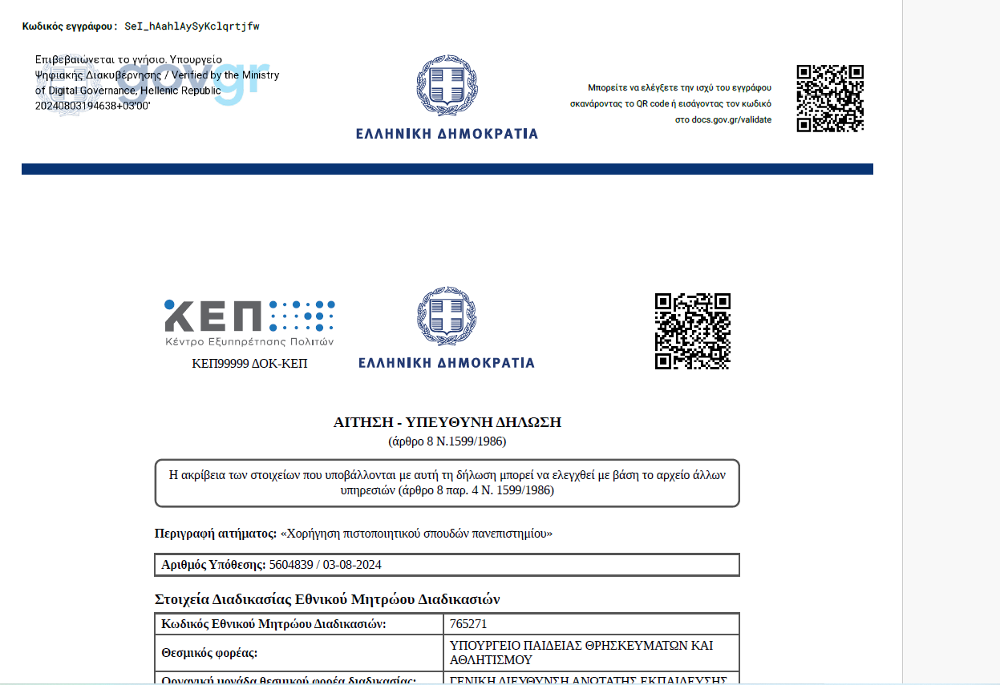 Κωδικός εγγράφου: SeI_hAahlAySyKclqrtjfw
Επιβεβαιώνεται το γνήσιο. Υπουργείο
Ψηφιακής Διακυβέρνησης / Verified by the Ministry
of Digital Governance, Hellenic Republic
20240803194638+03'00'
govgr
ΕΛΛΗΝΙΚΗ ΔΗΜΟΚΡΑΤΙΑ
Μπορείτε να ελέγξετε την ισχύ του εγγράφου
σκανάροντας το QR code ή εισάγοντας τον κωδικό
στο docs.gov.gr/validate
ΚΕΠ
Κέντρο Εξυπηρέτησης Πολιτών
ΚΕΠ99999 ΔΟΚ-ΚΕΠ
ΕΛΛΗΝΙΚΗ ΔΗΜΟΚΡΑΤΙΑ
ΑΙΤΗΣΗ - ΥΠΕΥΘΥΝΗ ΔΗΛΩΣΗ
(άρθρο 8 Ν.1599/1986)
Η ακρίβεια των στοιχείων που υποβάλλονται με αυτή τη δήλωση μπορεί να ελεγχθεί με βάση το αρχείο άλλων
υπηρεσιών (άρθρο 8 παρ. 4 Ν. 1599/1986)
Περιγραφή αιτήματος: «Χορήγηση πιστοποιητικού σπουδών πανεπιστημίου»
Αριθμός Υπόθεσης: 5604839 / 03-08-2024
Στοιχεία Διαδικασίας Εθνικού Μητρώου Διαδικασιών
Κωδικός Εθνικού Μητρώου Διαδικασιών: 765271
Θεσμικός φορέας: ΥΠΟΥΡΓΕΙΟ ΠΑΙΔΕΙΑΣ ΘΡΗΣΚΕΥΜΑΤΩΝ ΚΑΙ
ΑΘΛΗΤΙΣΜΟΥ
Οργανική μονάδα θεσμικού φορέα διαδικασίας: ΓΕΝΙΚΗ ΔΙΕΥΘΥΝΣΗ ΑΝΩΤΑΤΗΣ ΕΚΠΑΙΔΕΥΣΗΣ